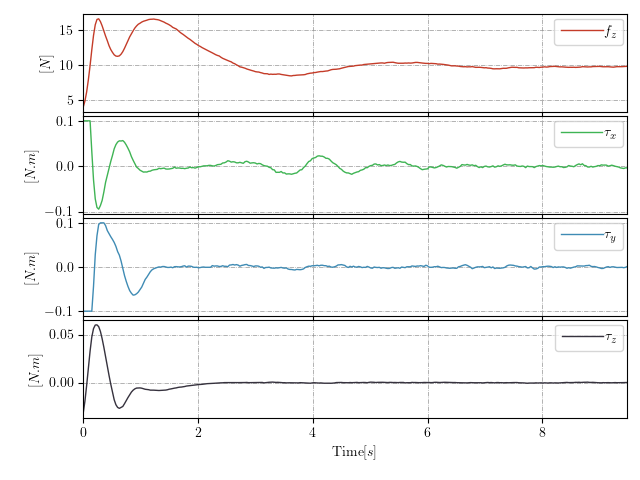 15
10
5
[N]
f_z
0.1
0.0
−0.1
[N.m]
τ_x
0.1
0.0
−0.1
[N.m]
τ_y
0.05
0.00
[N.m]
τ_z
0 2 4 6 8
Time[s]